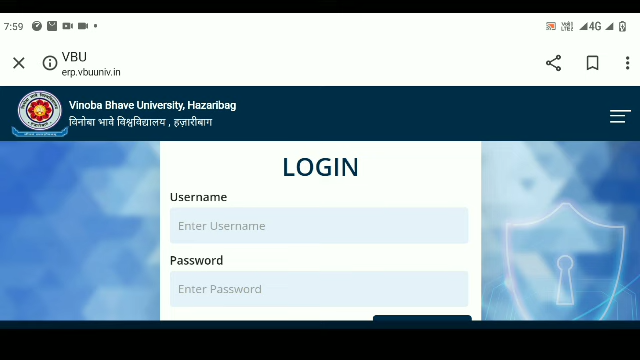 7:59
4G
VBU
erp.vbuuniv.in
Vinoba Bhave University, Hazaribag
विनोबा भावे विश्वविद्यालय , हज़ारीबाग
LOGIN
Username
Enter Username
Password
Enter Password